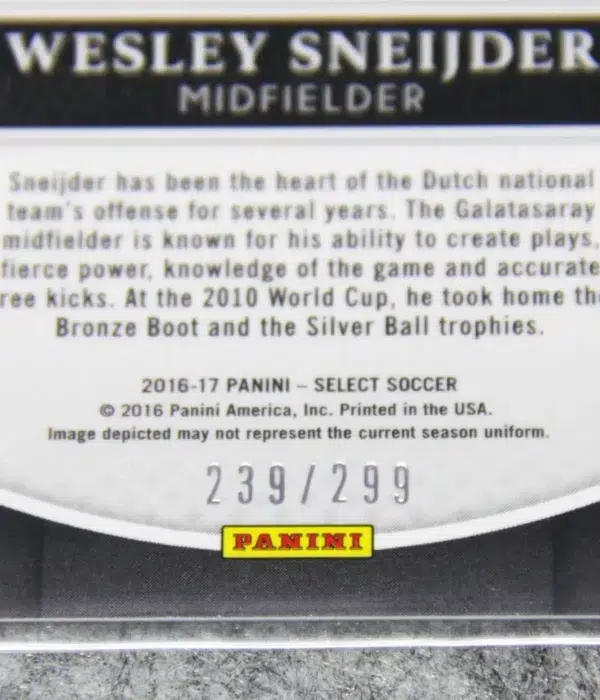 WESLEY SNEIJDER
MIDFIELDER
Sneijder has been the heart of the Dutch national
team's offense for several years. The Galatasaray
midfielder is known for his ability to create plays,
fierce power, knowledge of the game and accurate
ree kicks. At the 2010 World Cup, he took home th
Bronze Boot and the Silver Ball trophies.
2016-17 PANINI – SELECT SOCCER
© 2016 Panini America, Inc. Printed in the USA.
Image depicted may not represent the current season uniform.
239/299
PANINI